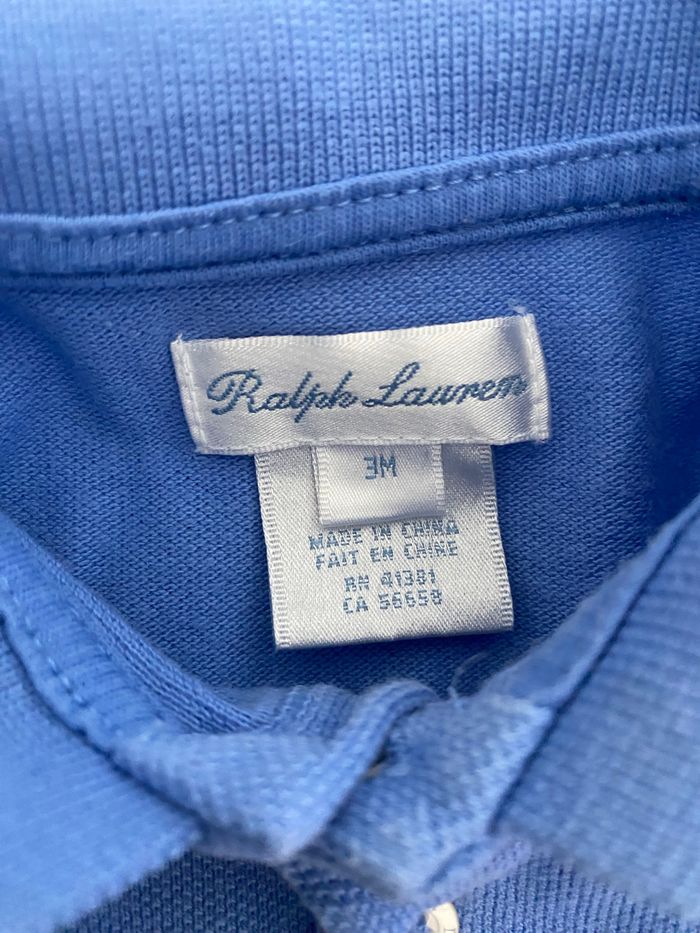 Ralph Lauren
3M
MADE IN CHINA
FAIT EN CHINE
RN 41381
CA 56658